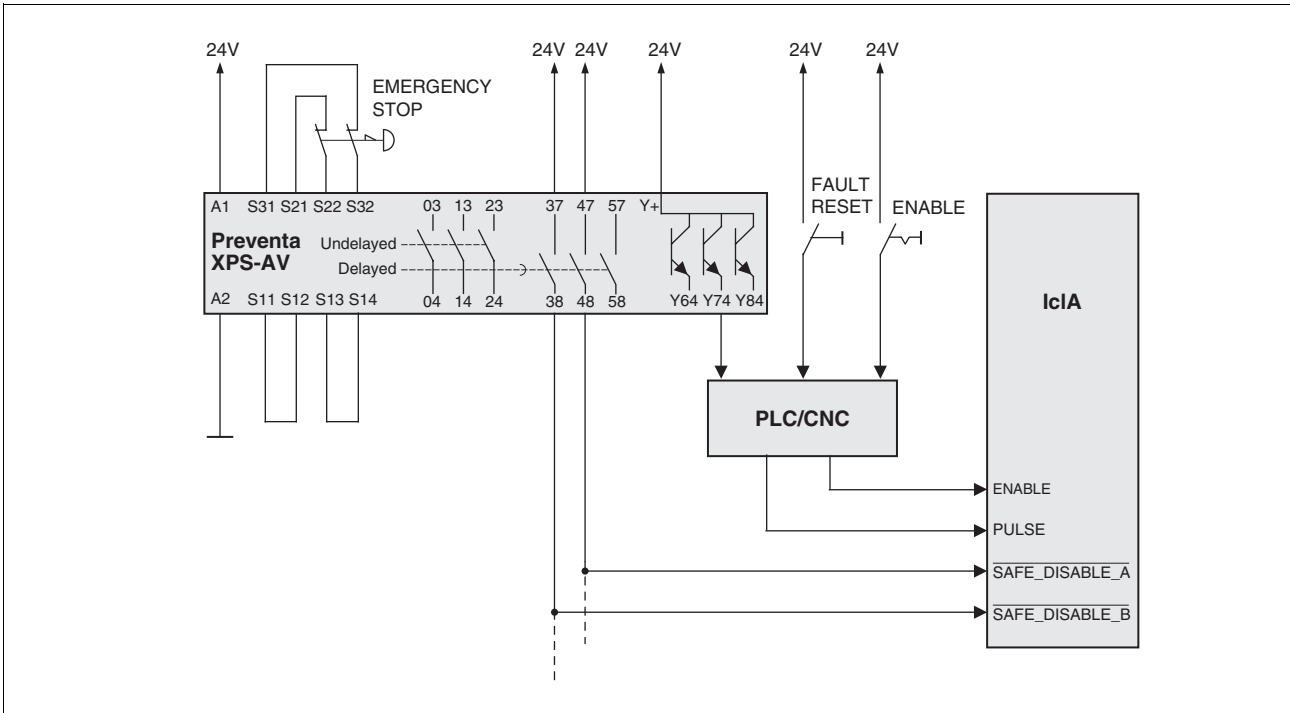 24V 24V 24V 24V 24V 24V
EMERGENCY
STOP
FAULT
RESET
ENABLE
A1 S31 S21 S22 S32 03 13 23 37 47 57 Y+
Preventa
XPS-AV
Undelayed
Delayed
A2 S11 S12 S13 S14 04 14 24 38 48 58 Y64 Y74 Y84
IclA
PLC/CNC
ENABLE
PULSE
SAFE_DISABLE_A
SAFE_DISABLE_B